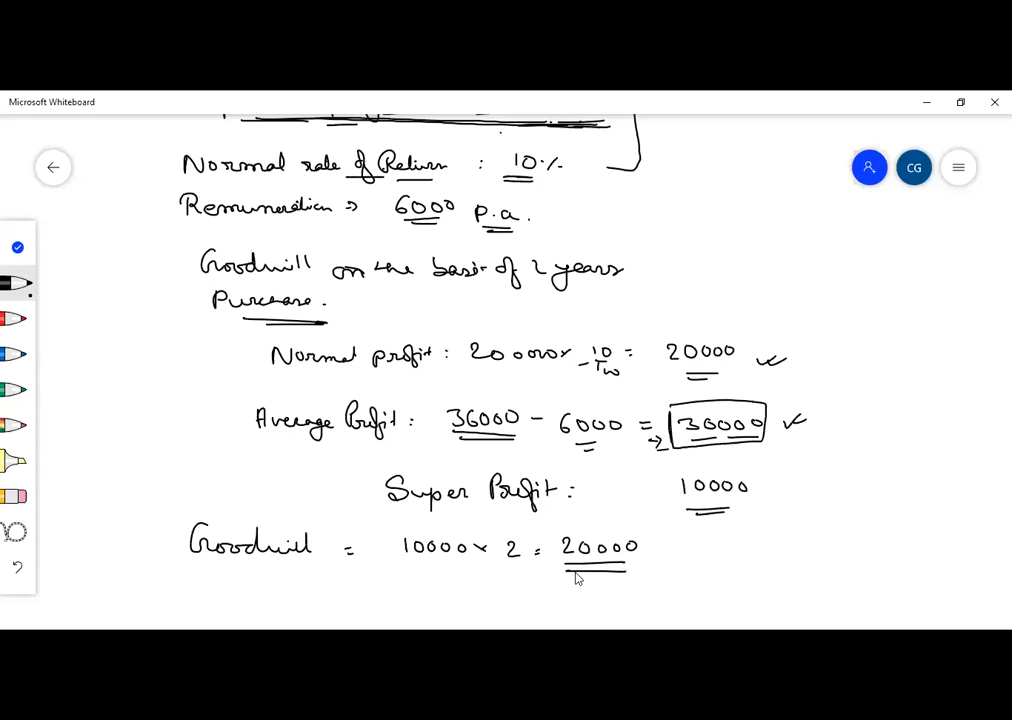 Microsoft Whiteboard
CG
Normal rate of Return : 10%
Remuneration ⇒ 6000 p.a.
Goodwill on the basis of 2 years
Purchase.
Normal profit : 200000 x 10/100 = 20000 ✓
Average Profit : 36000 - 6000 = 30000 ✓
Super Profit : 10000
Goodwill = 10000 x 2 = 20000